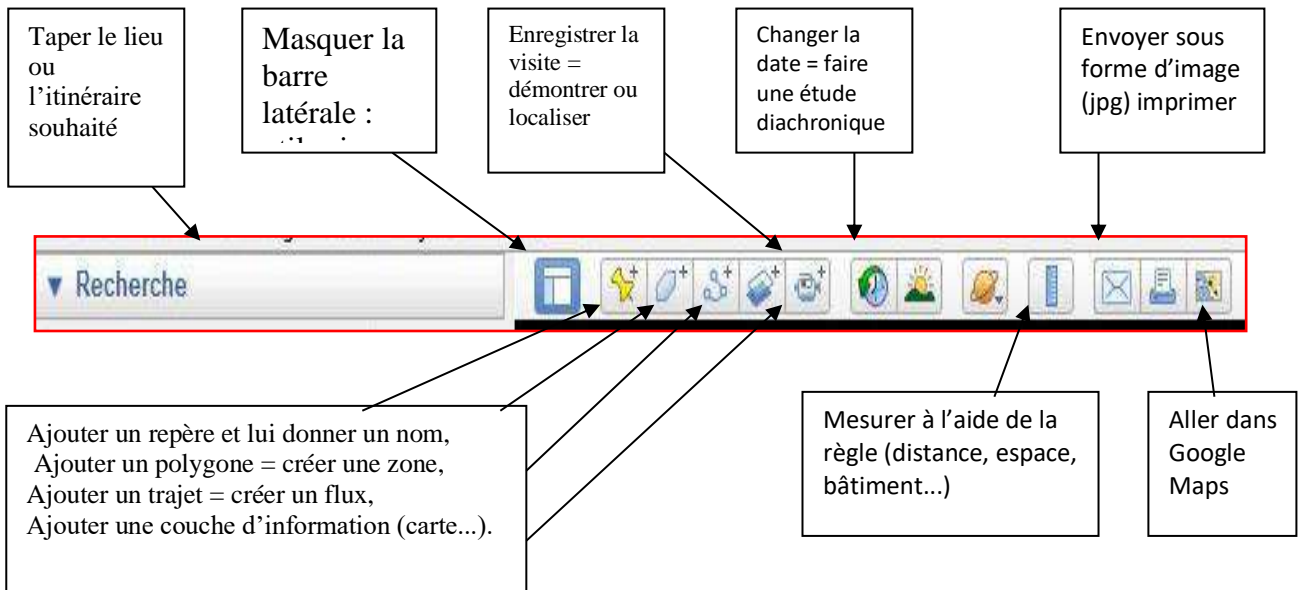 Taper le lieu
ou
l’itinéraire
souhaité
Masquer la
barre
latérale :
Enregistrer la
visite =
démontrer ou
localiser
Changer la
date = faire
une étude
diachronique
Envoyer sous
forme d’image
(jpg) imprimer
Recherche
Ajouter un repère et lui donner un nom,
Ajouter un polygone = créer une zone,
Ajouter un trajet = créer un flux,
Ajouter une couche d’information (carte...).
Mesurer à l’aide de la
règle (distance, espace,
bâtiment...)
Aller dans
Google
Maps